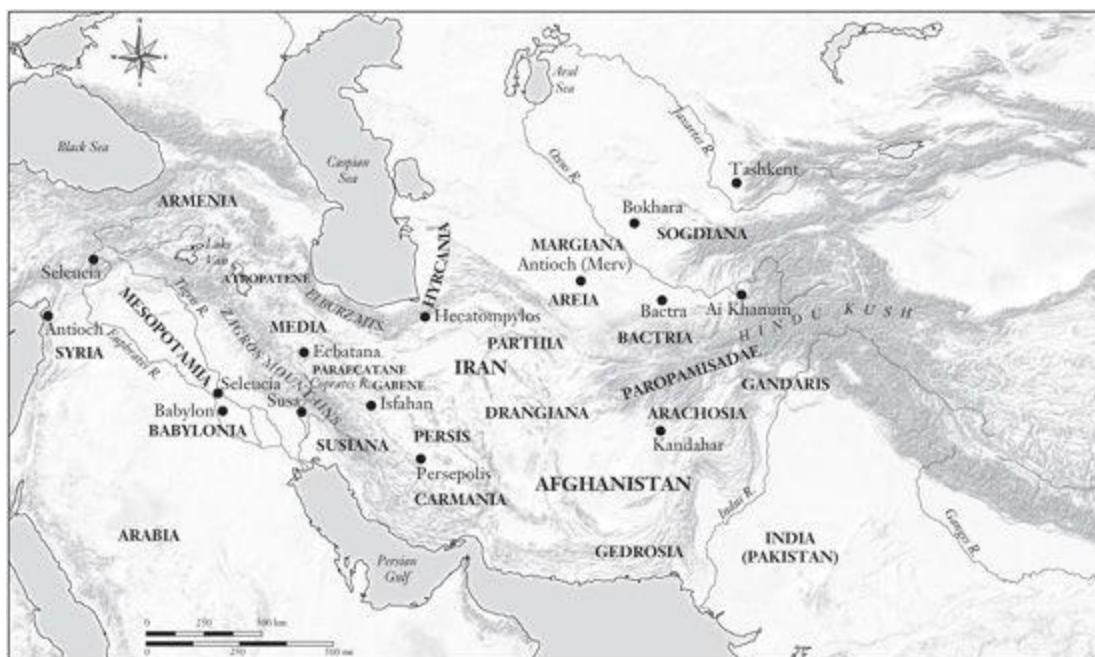 N
W
E
S
Aral
Sea
Black Sea
Caspian
Sea
Jaxartes R.
Oxus R.
Tashkent
ARMENIA
Bokhara
SOGDIANA
MARGIANA
Antioch (Merv)
Lake
Van
Seleucia
ATROPATENE
HYRCANIA
ELBURZ MTS.
AREIA
Bactra
Ai Khanum
HINDU KUSH
MESOPOTAMIA
Tigris R.
Antioch
SYRIA
MEDIA
Hecatompylos
BACTRIA
PARTHIA
Ecbatana
ZAGROS MOUNTAINS
IRAN
PAROPAMISADAE
Euphrates R.
PARAECATANE
Coprates R.
GABENE
GANDARIS
Seleucia
Susa
Isfahan
DRANGIANA
ARACHOSIA
Babylon
BABYLONIA
Kandahar
SUSIANA
PERSIS
Persepolis
AFGHANISTAN
CARMANIA
Indus R.
Ganges R.
ARABIA
INDIA
(PAKISTAN)
GEDROSIA
Persian
Gulf
0 250 500 km
0 250 500 mi